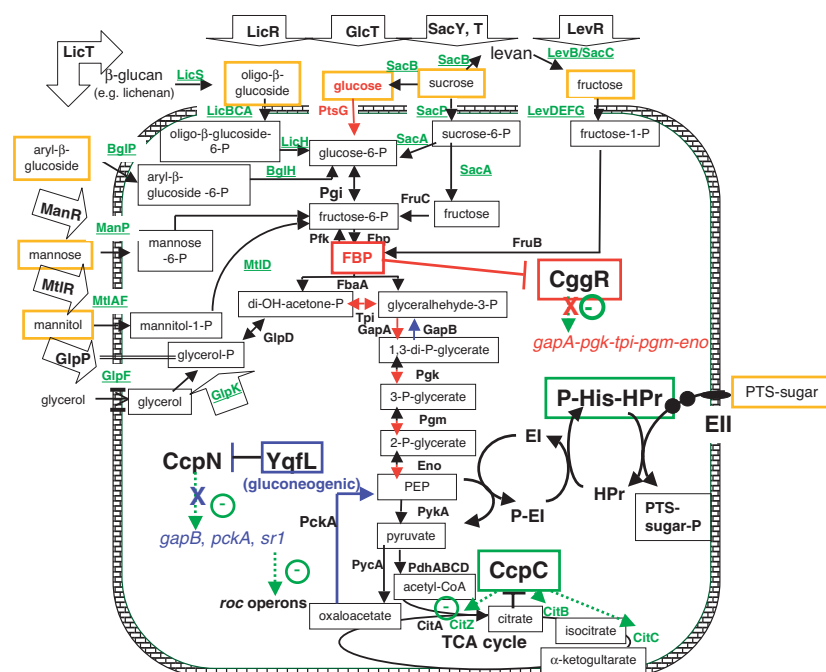 LicR
GlcT
SacY, T
LevR
LicT
β-glucan
(e.g. lichenan)
LicS
oligo-β-
glucoside
glucose
SacB
sucrose
SacB
levan
LevB/SacC
fructose
LicBCA
PtsG
SacP
LevDEFG
oligo-β-glucoside-
6-P
LicH
glucose-6-P
SacA
sucrose-6-P
fructose-1-P
aryl-β-
glucoside
BglP
aryl-β-
glucoside -6-P
BglH
SacA
Pgi
ManR
ManP
fructose-6-P
FruC
fructose
mannose
mannose
-6-P
Pfk
Fbp
FruB
FBP
MtlD
MtlR
MtlAF
FbaA
CggR
X
-
di-OH-acetone-P
glyceralhehyde-3-P
Tpi
mannitol
mannitol-1-P
GapA
GapB
gapA-pgk-tpi-pgm-eno
GlpD
GlpP
glycerol-P
1,3-di-P-glycerate
GlpF
Pgk
glycerol
glycerol
GlpK
3-P-glycerate
P-His-HPr
PTS-sugar
Pgm
EII
2-P-glycerate
EI
CcpN
YqfL
(gluconeogenic)
Eno
PEP
HPr
X
-
P-EI
PTS-
sugar-P
gapB, pckA, sr1
PckA
PykA
pyruvate
-
PycA
PdhABCD
CcpC
acetyl-CoA
roc operons
oxaloacetate
-
CitA
CitZ
citrate
CitB
isocitrate
CitC
TCA cycle
α-ketogultarate